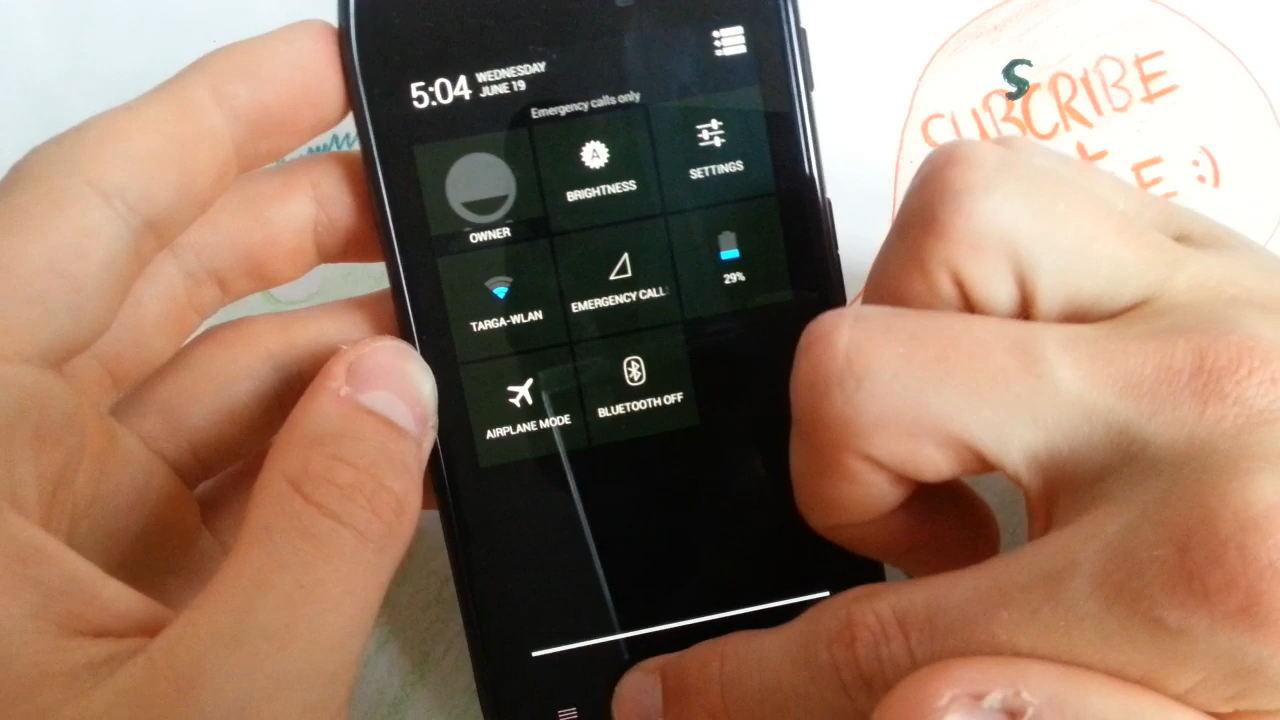 5:04 WEDNESDAY
JUNE 19
Emergency calls only
OWNER
BRIGHTNESS
SETTINGS
TARGA-WLAN
EMERGENCY CALL
29%
AIRPLANE MODE
BLUETOOTH OFF
S
SUBCRIBE
E :)